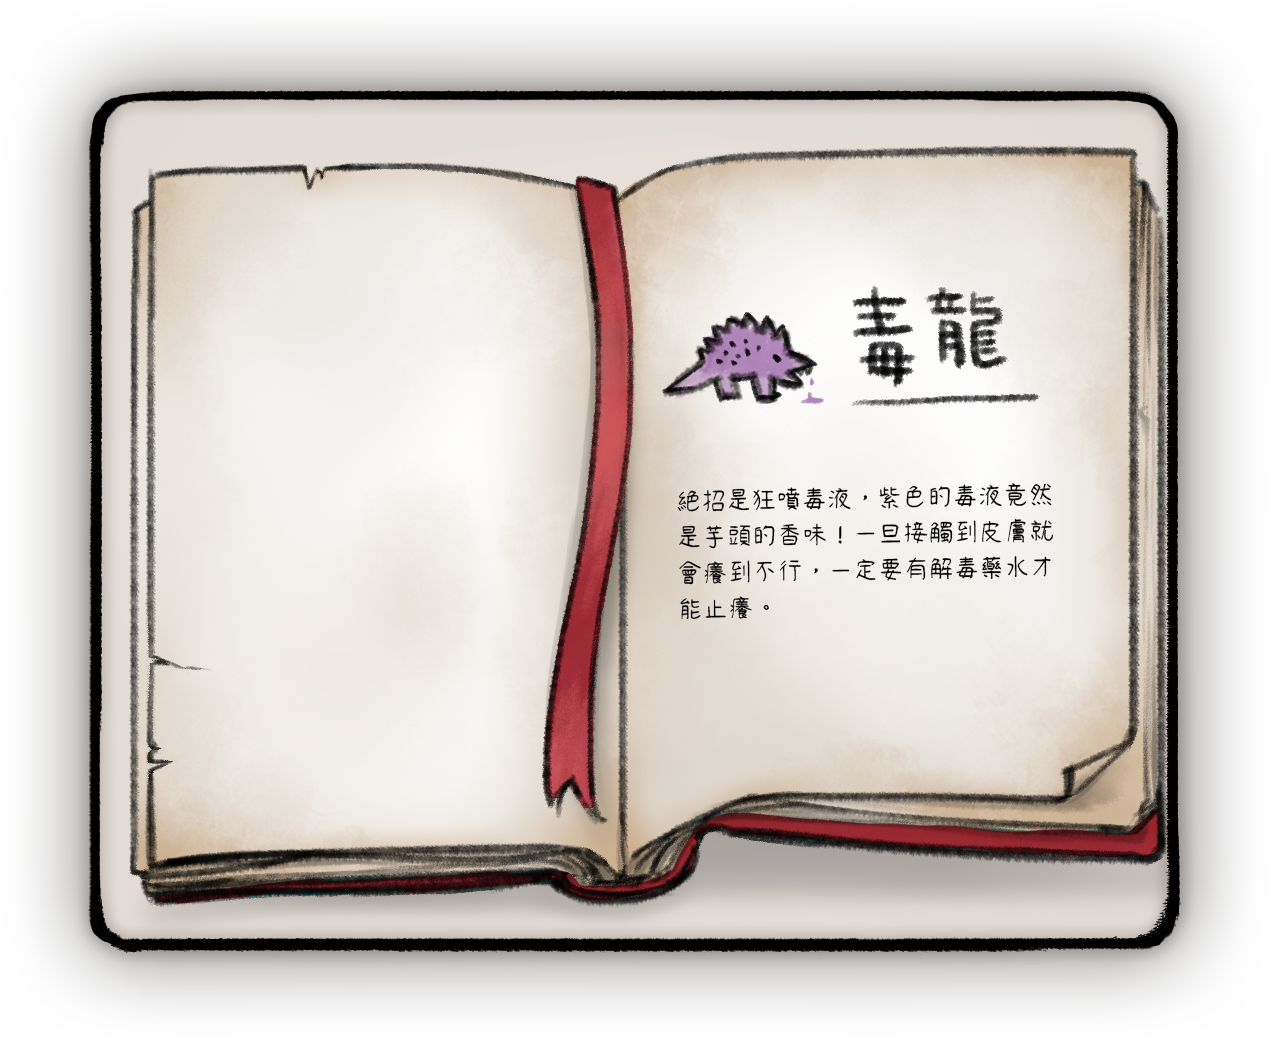 毒龍
絕招是狂噴毒液，紫色的毒液竟然
是芋頭的香味！一旦接觸到皮膚就
會癢到不行，一定要有解毒藥水才
能止癢。